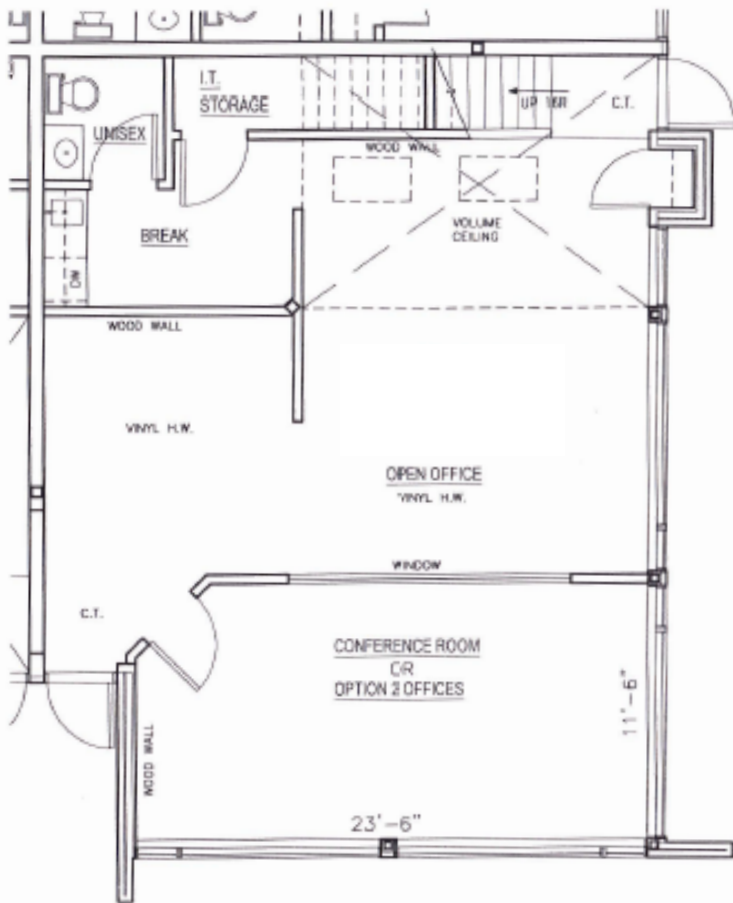 I.T.
STORAGE
UNISEX
UP 16R
C.T.
WOOD WALL
BREAK
VOLUME
CEILING
DW
WOOD WALL
VINYL H.W.
OPEN OFFICE
VINYL H.W.
WINDOW
C.T.
CONFERENCE ROOM
OR
OPTION 2 OFFICES
11'-6"
WOOD WALL
23'-6"